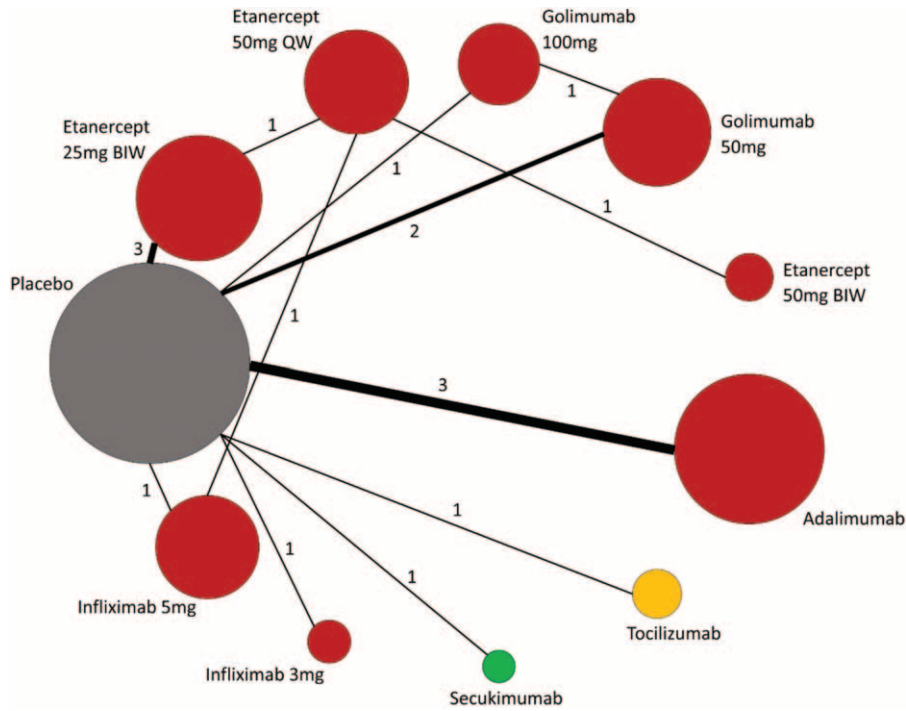 Etanercept
50mg QW
Golimumab
100mg
1
Golimumab
50mg
Etanercept
25mg BIW
1
1
1
2
3
Placebo
Etanercept
50mg BIW
1
3
1
1
Adalimumab
1
1
1
Infliximab 5mg
Tocilizumab
Infliximab 3mg
Secukimumab